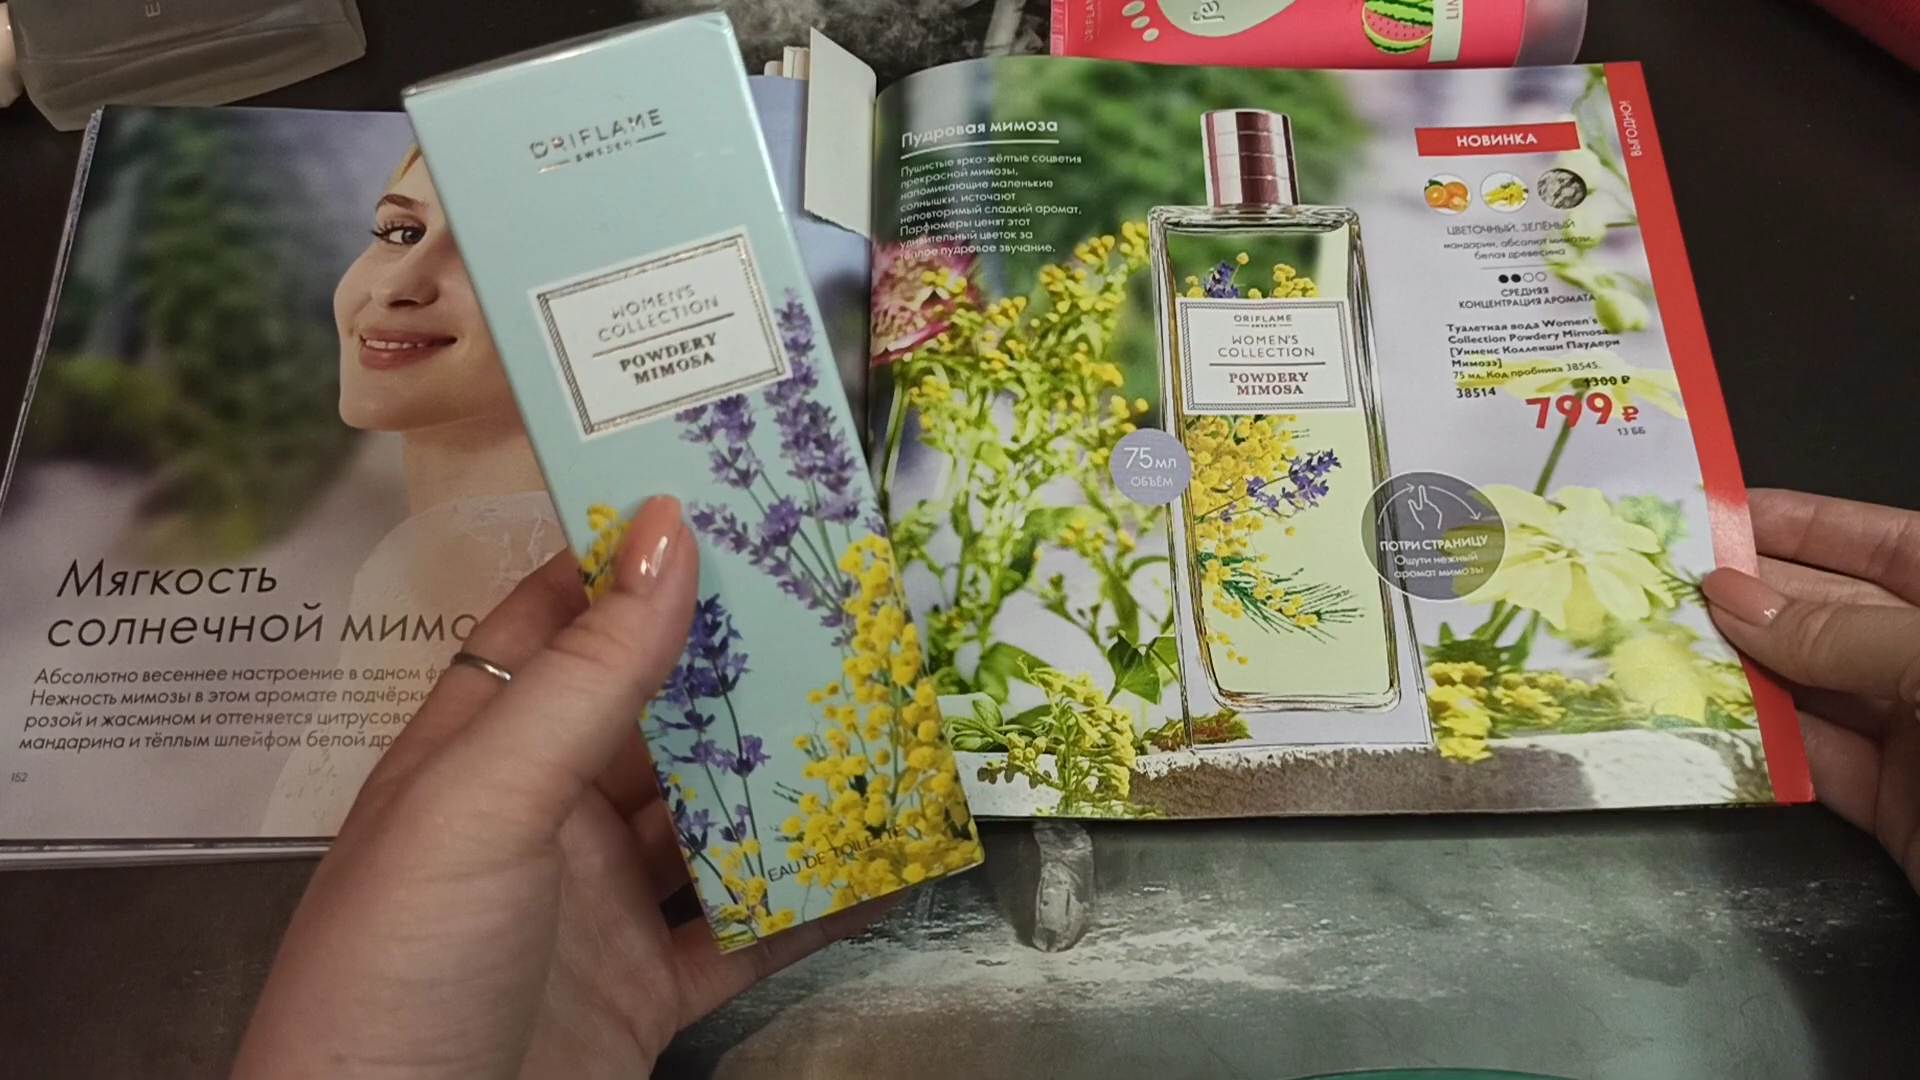 ORIFLAME
SWEDEN
WOMEN'S
COLLECTION
POWDERY
MIMOSA
EAU DE TOILETTE
Мягкость
солнечной мимо
Абсолютно весеннее настроение в одном
Нежность мимозы в этом аромате
розой и жасмином и оттеняется
мандарина и тёплым шлейфом белой
152
Пудровая мимоза
Пушистые ярко-жёлтые соцветия
прекрасной мимозы,
напоминающие маленькие
солнышки, источают
неповторимый сладкий аромат.
Парфюмеры ценят этот
удивительный цветок за
тёплое пудровое звучание.
ORIFLAME
SWEDEN
WOMEN'S
COLLECTION
POWDERY
MIMOSA
75мл
ОБЪЁМ
НОВИНКА
ВЫГОДНО!
ЦВЕТОЧНЫЙ, ЗЕЛЁНЫЙ
мандарин, абсолют мимозы,
белая древесина
СРЕДНЯЯ
КОНЦЕНТРАЦИЯ АРОМАТА
Туалетная вода Women's
Collection Powdery Mimosa
[Уименс Коллекшн Паудери
Мимоза]
75 мл. Код пробника 38545.
38514
1300 ₽
799 ₽
13 ББ
ПОТРИ СТРАНИЦУ
Ощути нежный
аромат мимозы